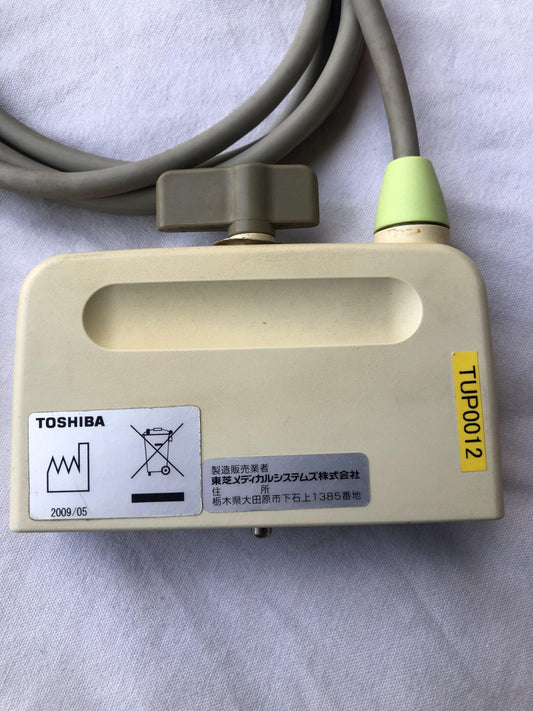 TOSHIBA
2009/05
製造販売業者
東芝メディカルシステムズ株式会社
住 所
栃木県大田原市下石上1385番地
TUP0012